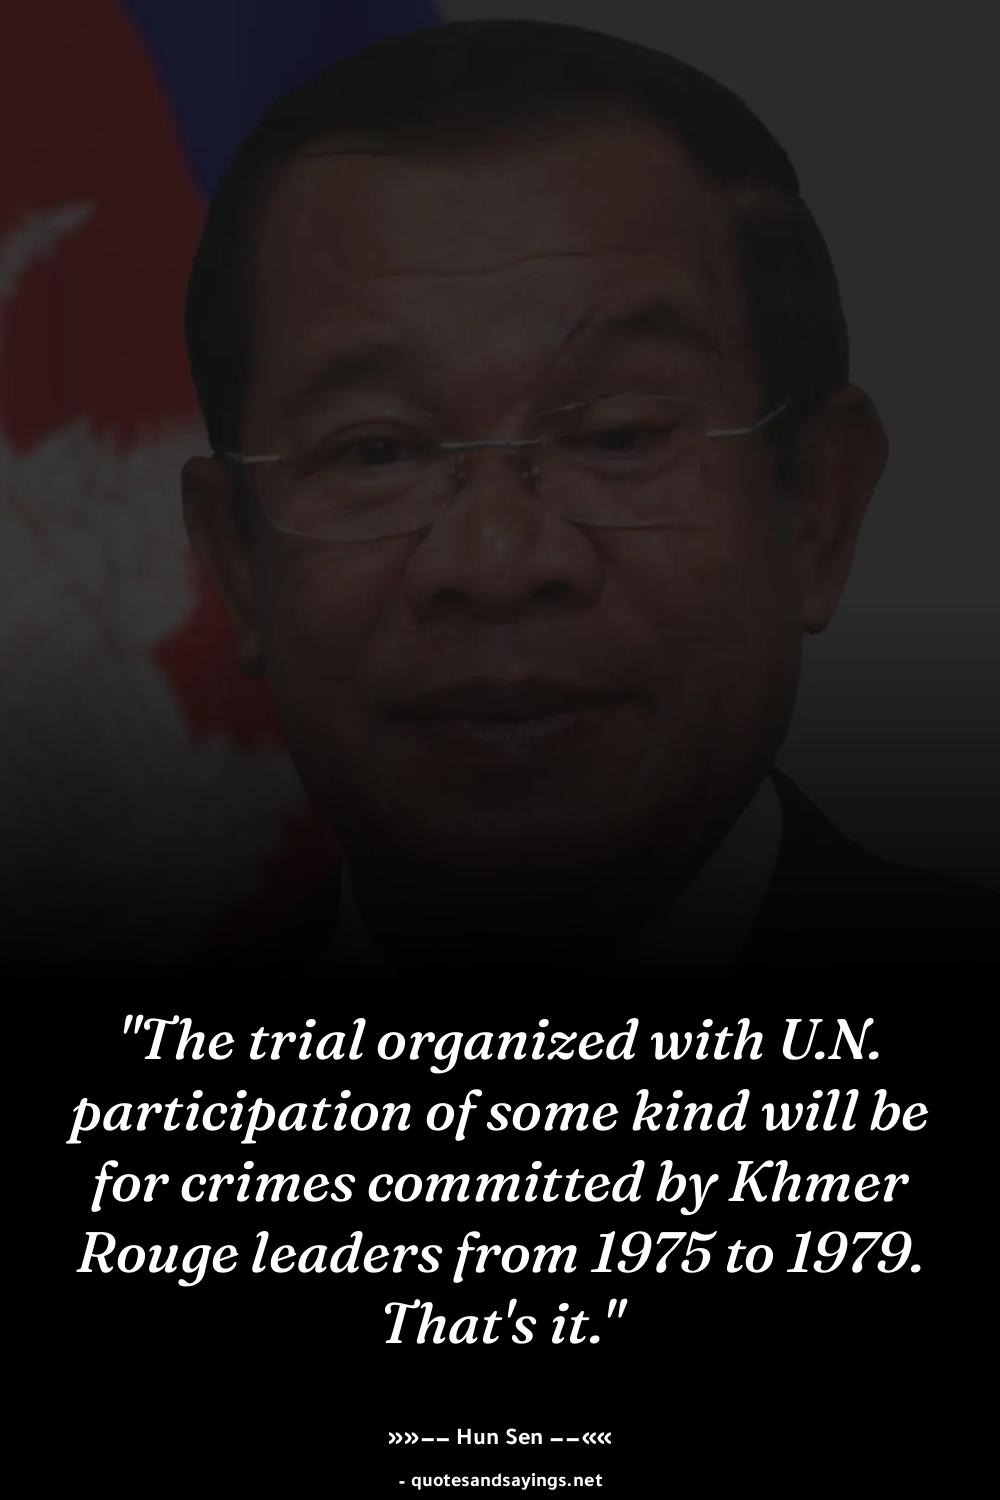 "The trial organized with U.N.
participation of some kind will be
for crimes committed by Khmer
Rouge leaders from 1975 to 1979.
That's it."
»»-- Hun Sen --««
- quotesandsayings.net